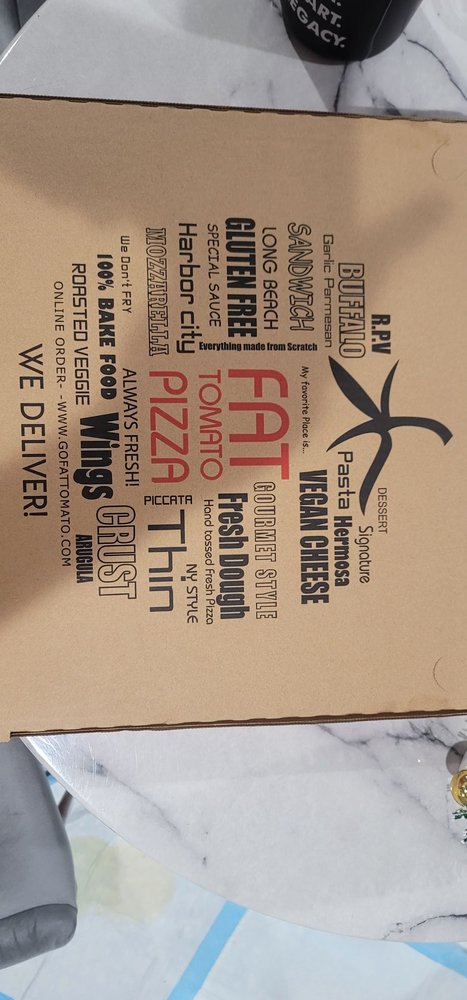 ART.
EGACY.
R.P.V
BUFFALO
DESSERT
Garlic Parmesan
Signature
Pasta Hermosa
SANDWICH
My favorite Place is...
VEGAN CHEESE
LONG BEACH
GLUTEN FREE
Everything made from Scratch
SPECIAL SAUCE
FAT
TOMATO
PIZZA
GOURMET STYLE
Fresh Dough
Hand tossed Fresh Pizza
Harbor city
NY STYLE
MOZZARELLA
PICCATA
Thin
We Don't FRY
ALWAYS FRESH!
CRUST
100% BAKE FOOD Wings
ROASTED VEGGIE
ARUGULA
ONLINE ORDER- -WWW.GOFATTOMATO.COM
WE DELIVER!